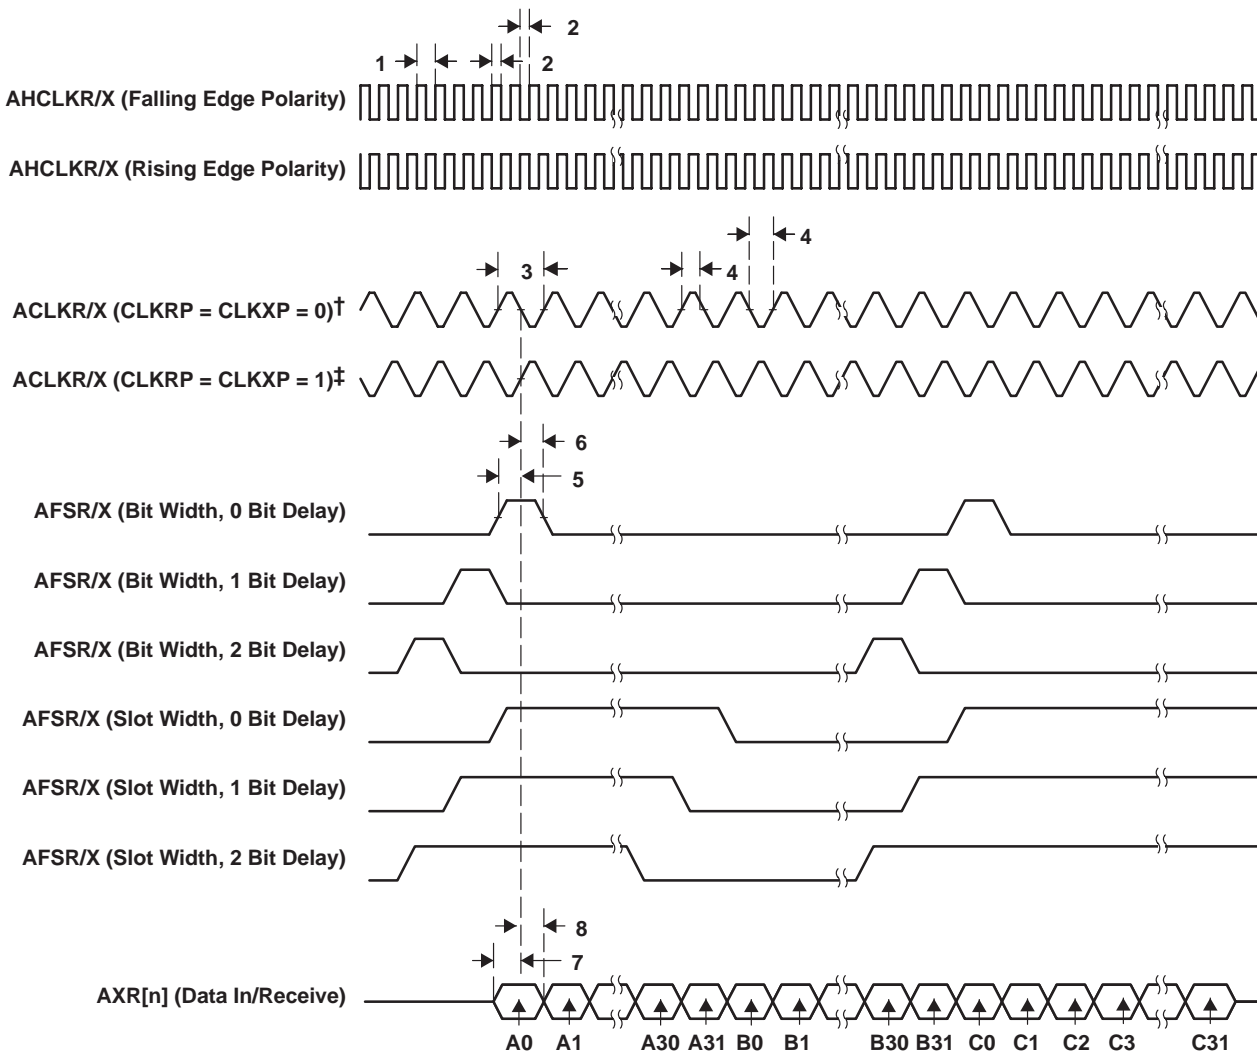 2
1
2
AHCLKR/X (Falling Edge Polarity)
AHCLKR/X (Rising Edge Polarity)
4
3
4
ACLKR/X (CLKRP = CLKXP = 0)†
ACLKR/X (CLKRP = CLKXP = 1)‡
6
5
AFSR/X (Bit Width, 0 Bit Delay)
AFSR/X (Bit Width, 1 Bit Delay)
AFSR/X (Bit Width, 2 Bit Delay)
AFSR/X (Slot Width, 0 Bit Delay)
AFSR/X (Slot Width, 1 Bit Delay)
AFSR/X (Slot Width, 2 Bit Delay)
8
7
AXR[n] (Data In/Receive)
A0 A1 A30 A31 B0 B1 B30 B31 C0 C1 C2 C3 C31